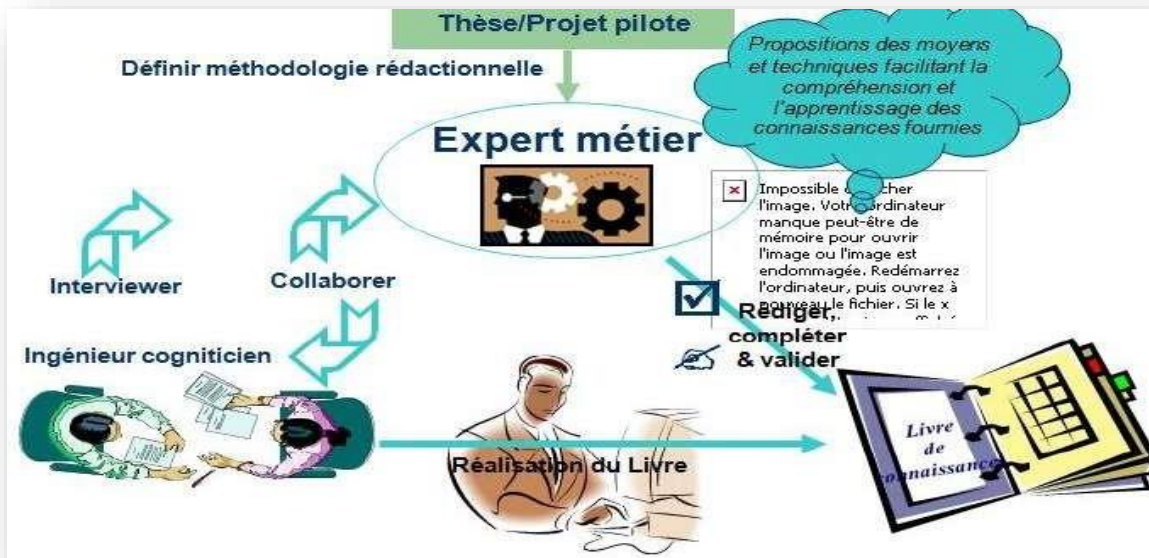 Thèse/Projet pilote
Définir méthodologie rédactionnelle
Propositions des moyens
et techniques facilitant la
compréhension et
l'apprentissage des
connaissances fournies
Expert métier
Impossible
l'image. Votre ordinateur
manque peut-être de
mémoire pour ouvrir
l'image ou l'image est
endommagée. Redémarrez
l'ordinateur, puis ouvrez à
nouveau le fichier. Si le x
Interviewer
Collaborer
Rédiger,
compléter
& valider
Ingénieur cogniticien
Réalisation du Livre
Livre
de
connaissance